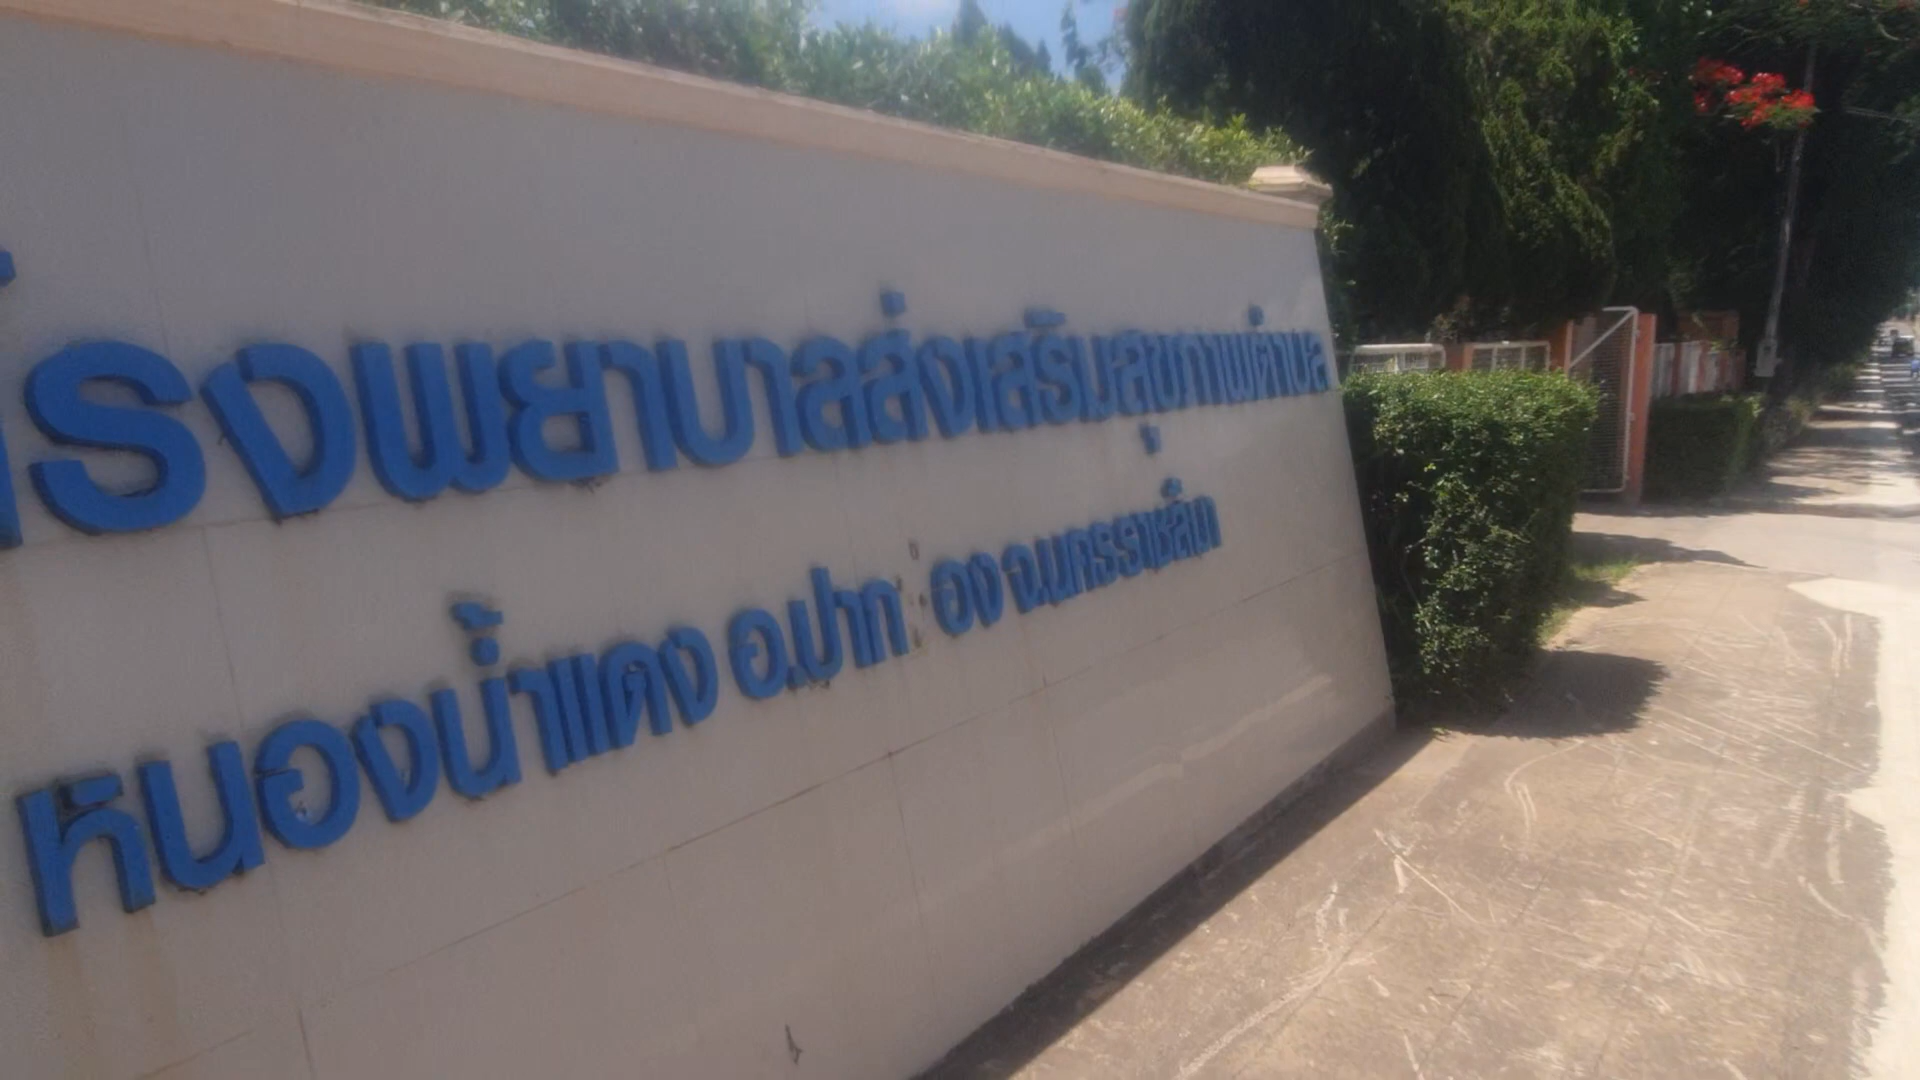 โรงพยาบาลส่งเสริมสุขภาพตำบล
หนองน้ำแดง อ.ปาก อง จ.นครราชสีมา